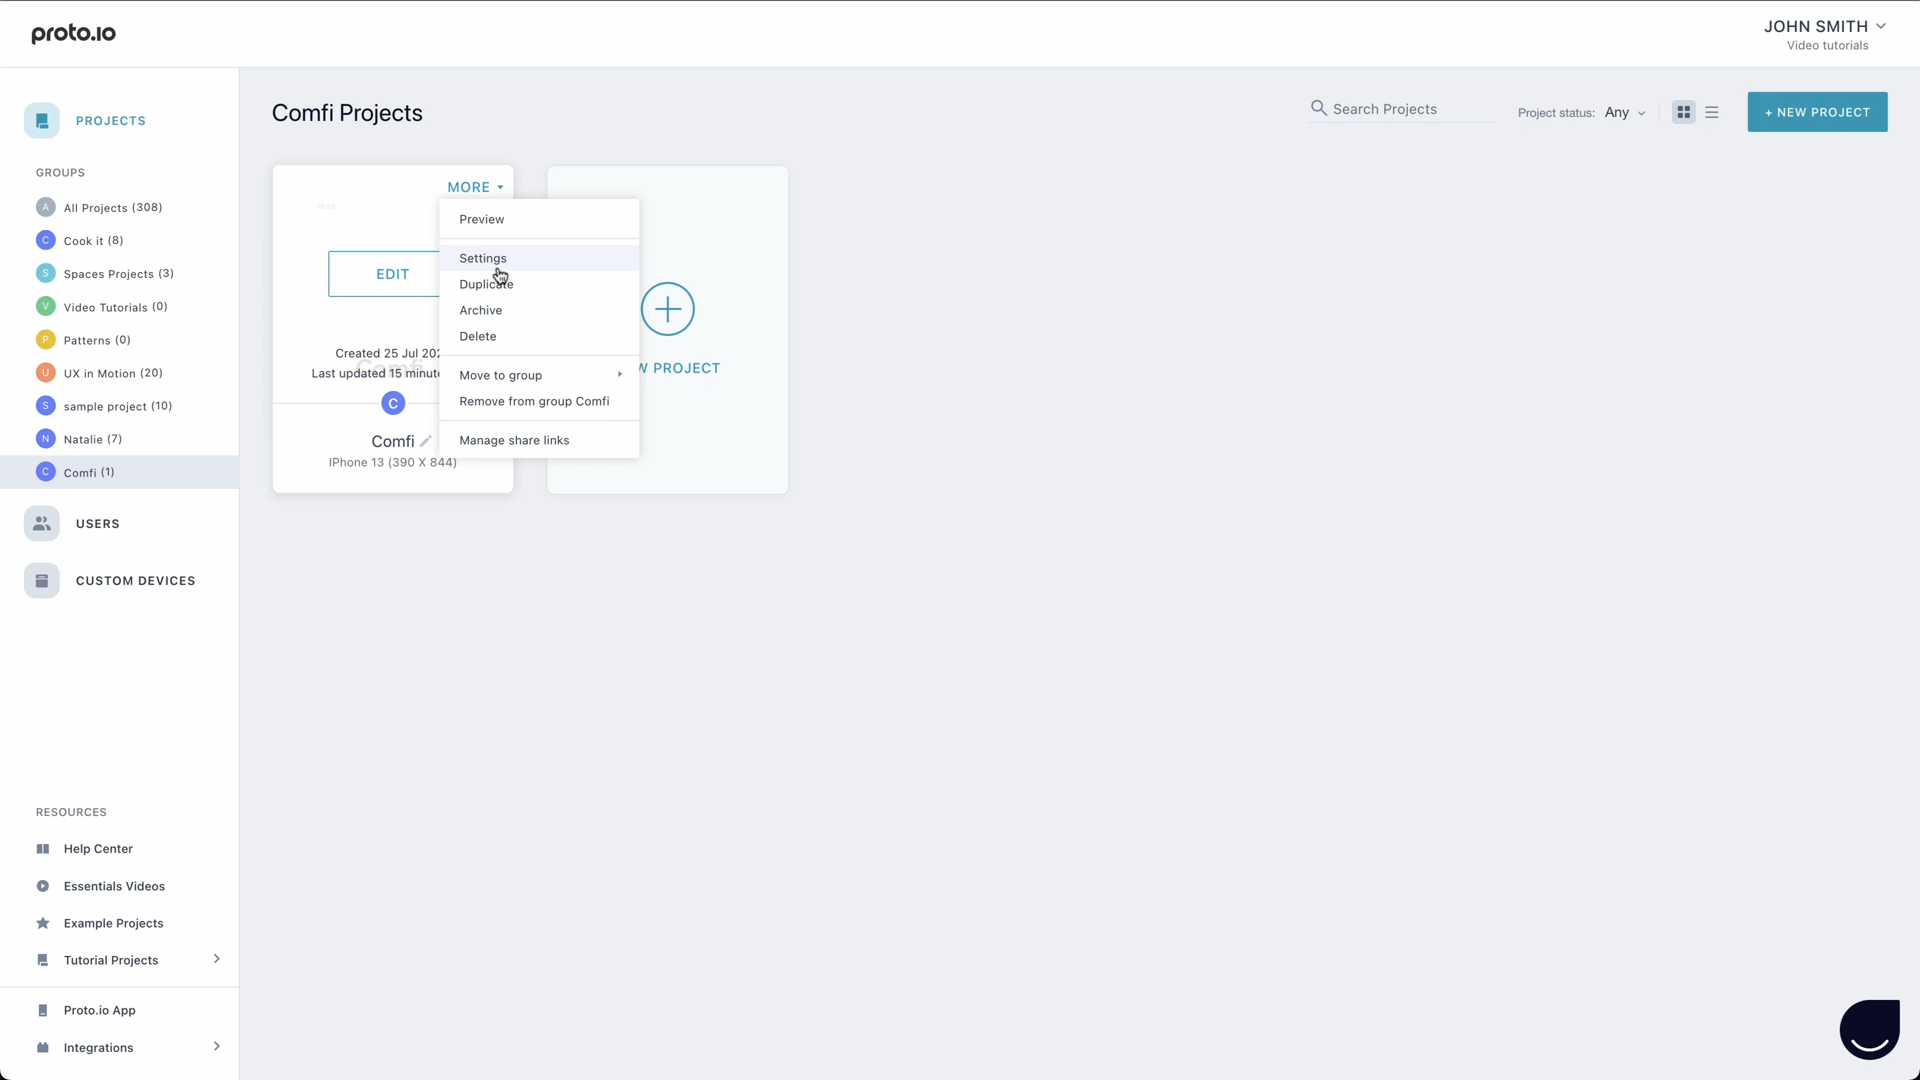 proto.io
JOHN SMITH
Video tutorials
PROJECTS
GROUPS
A All Projects (308)
C Cook it (8)
S Spaces Projects (3)
V Video Tutorials (0)
P Patterns (0)
U UX in Motion (20)
S sample project (10)
N Natalie (7)
C Comfi (1)
USERS
CUSTOM DEVICES
RESOURCES
Help Center
Essentials Videos
Example Projects
Tutorial Projects
Proto.io App
Integrations
Comfi Projects
Search Projects
Project status: Any
+ NEW PROJECT
MORE
EDIT
Created 25 Jul 202
Comfi
Last updated 15 minute
C
Comfi
IPhone 13 (390 X 844)
Preview
Settings
Duplicate
Archive
Delete
Move to group
Remove from group Comfi
Manage share links
W PROJECT